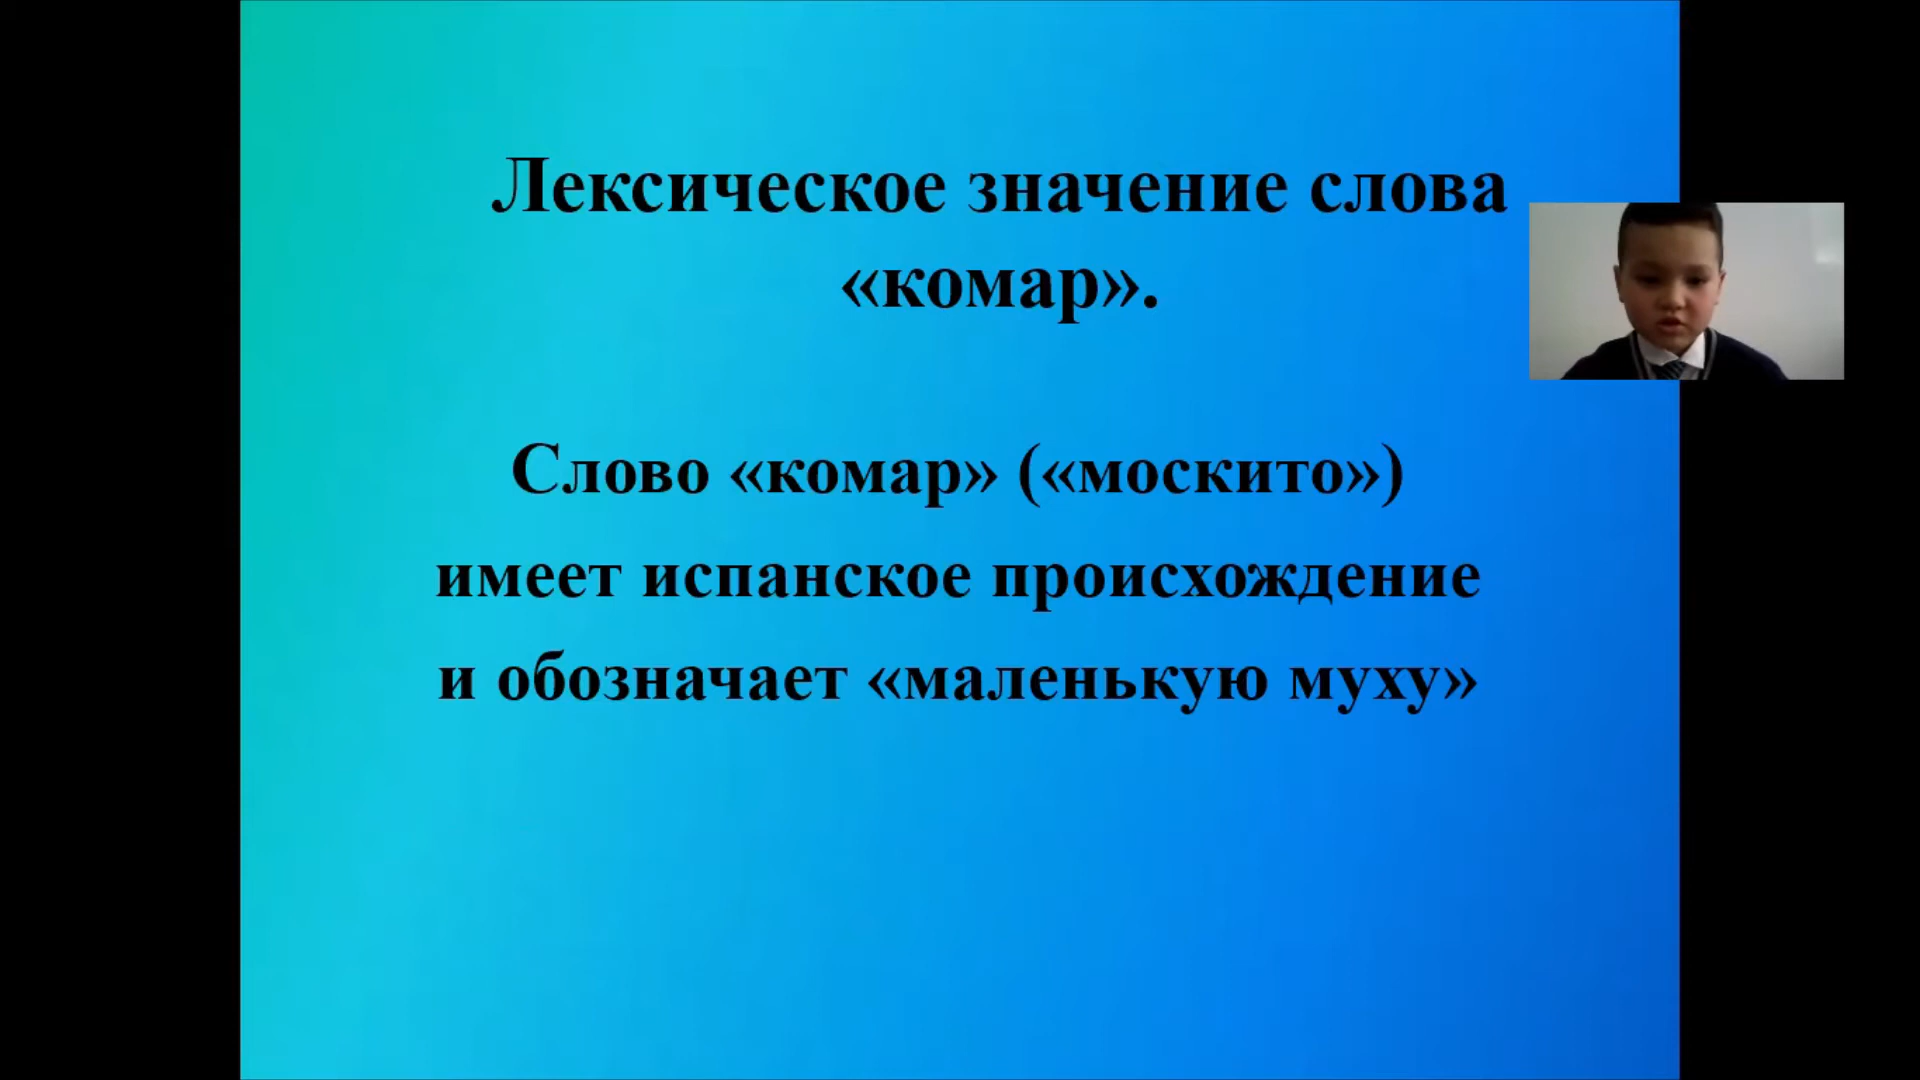 Лексическое значение слова
«комар».
Слово «комар» («москито»)
имеет испанское происхождение
и обозначает «маленькую муху»